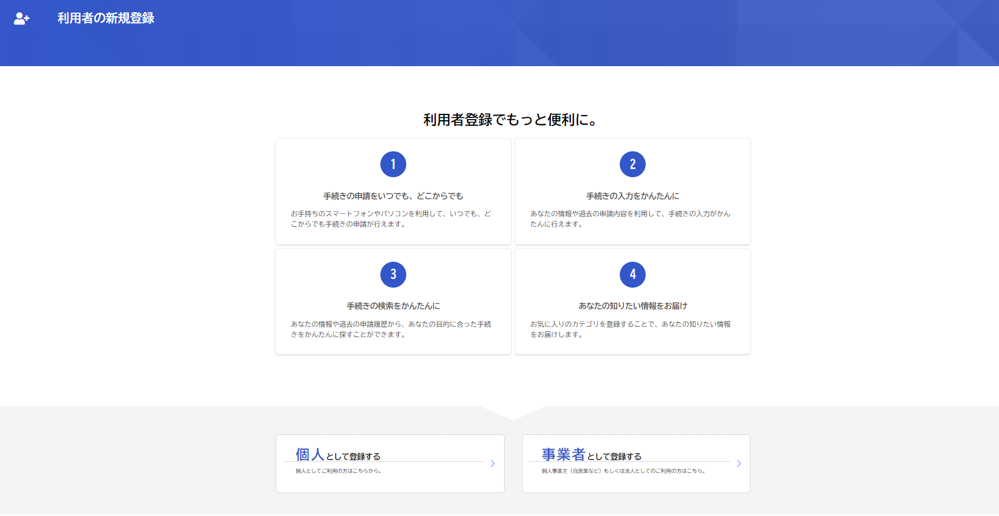 利用者の新規登録
利用者登録でもっと便利に。
1
手続きの申請をいつでも、どこからでも
お手持ちのスマートフォンやパソコンを利用して、いつでも、ど
こからでも手続きの申請が行えます。
2
手続きの入力をかんたんに
あなたの情報や過去の申請内容を利用して、手続きの入力がかん
たんに行えます。
3
手続きの検索をかんたんに
あなたの情報や過去の申請履歴から、あなたの目的に合った手続
きをかんたんに探すことができます。
4
あなたの知りたい情報をお届け
お気に入りのカテゴリを登録することで、あなたの知りたい情報
をお届けします。
個人として登録する
個人としてご利用の方はこちらから。
事業者として登録する
個人事業主（自営業など）もしくは法人としてのご利用の方はこちら。